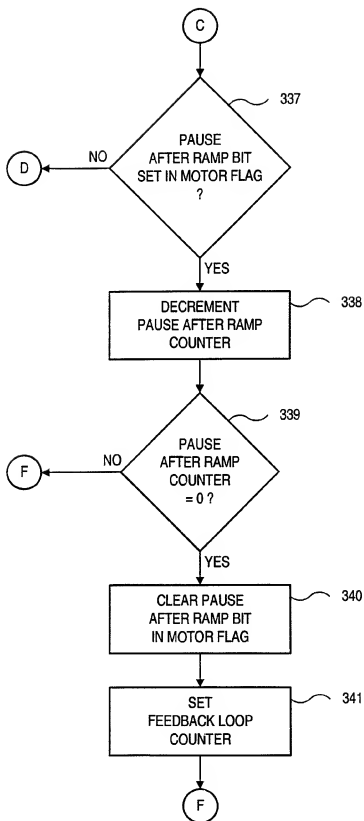 C
337
PAUSE
AFTER RAMP BIT
SET IN MOTOR FLAG
?
NO
D
YES
338
DECREMENT
PAUSE AFTER RAMP
COUNTER
339
PAUSE
AFTER RAMP
COUNTER
= 0 ?
NO
F
YES
340
CLEAR PAUSE
AFTER RAMP BIT
IN MOTOR FLAG
341
SET
FEEDBACK LOOP
COUNTER
F